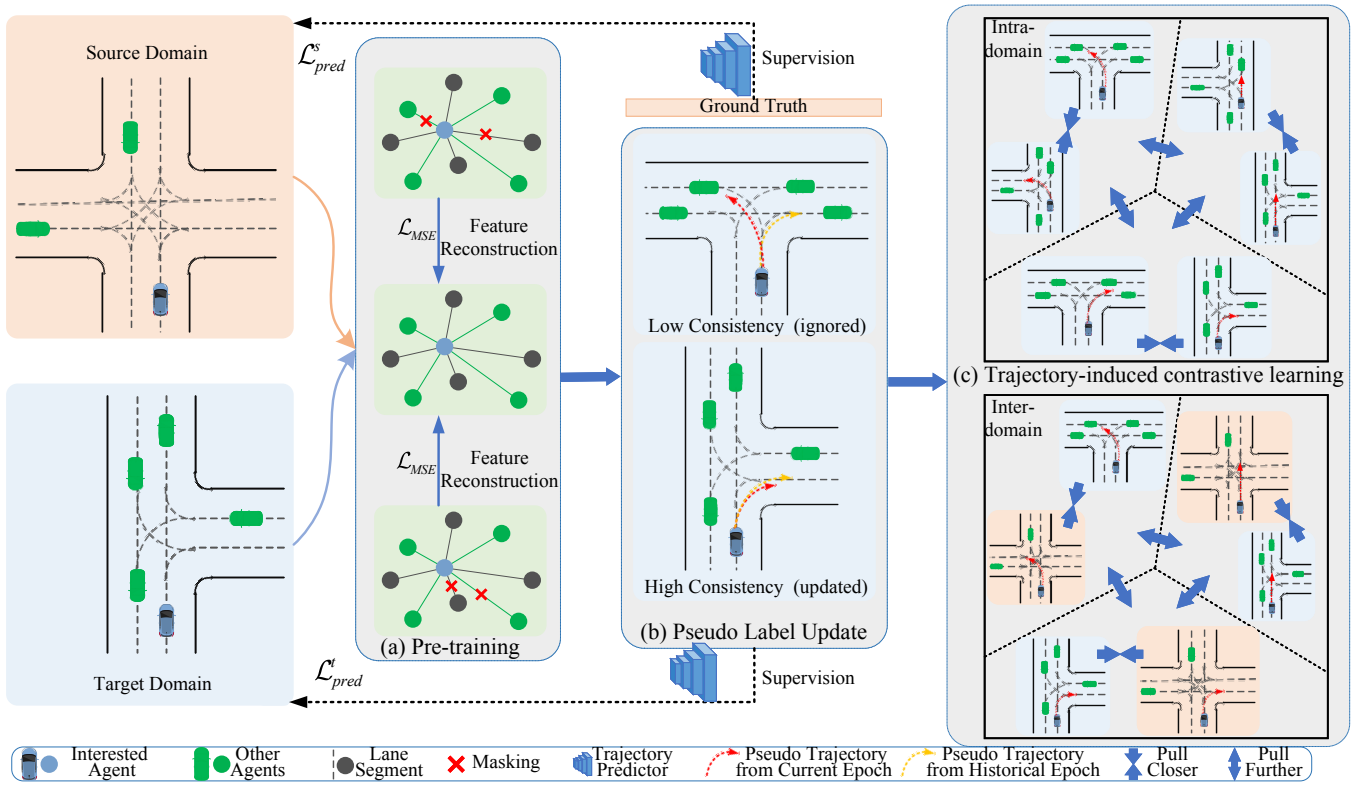 Source Domain
ℒˢ_pred
Supervision
Ground Truth
ℒ_MSE
Feature
Reconstruction
ℒ_MSE
Feature
Reconstruction
(a) Pre-training
Target Domain
ℒᵗ_pred
Low Consistency (ignored)
High Consistency (updated)
(b) Pseudo Label Update
Supervision
Intra-
domain
(c) Trajectory-induced contrastive learning
Inter-
domain
Interested
Agent
Other
Agents
Lane
Segment
Masking
Trajectory
Predictor
Pseudo Trajectory
from Current Epoch
Pseudo Trajectory
from Historical Epoch
Pull
Closer
Pull
Further